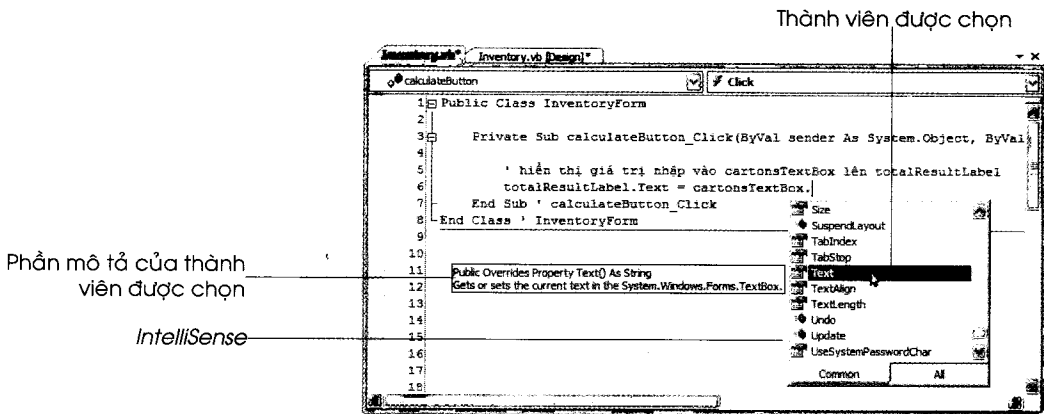 Thành viên được chọn
Inventory.vb* Inventory.vb [Design]*
calculateButton Click
1 Public Class InventoryForm
2
3 Private Sub calculateButton_Click(ByVal sender As System.Object, ByVal
4
5 ' hiển thị giá trị nhập vào cartonsTextBox lên totalResultLabel
6 totalResultLabel.Text = cartonsTextBox.
7 End Sub ' calculateButton_Click
8 End Class ' InventoryForm
9
10
11
12
13
14
15
16
17
18
Size
SuspendLayout
TabIndex
TabStop
Text
TextAlign
TextLength
Undo
Update
UseSystemPasswordChar
Common All
Public Overrides Property Text() As String
Gets or sets the current text in the System.Windows.Forms.TextBox.
Phần mô tả của thành
viên được chọn
IntelliSense